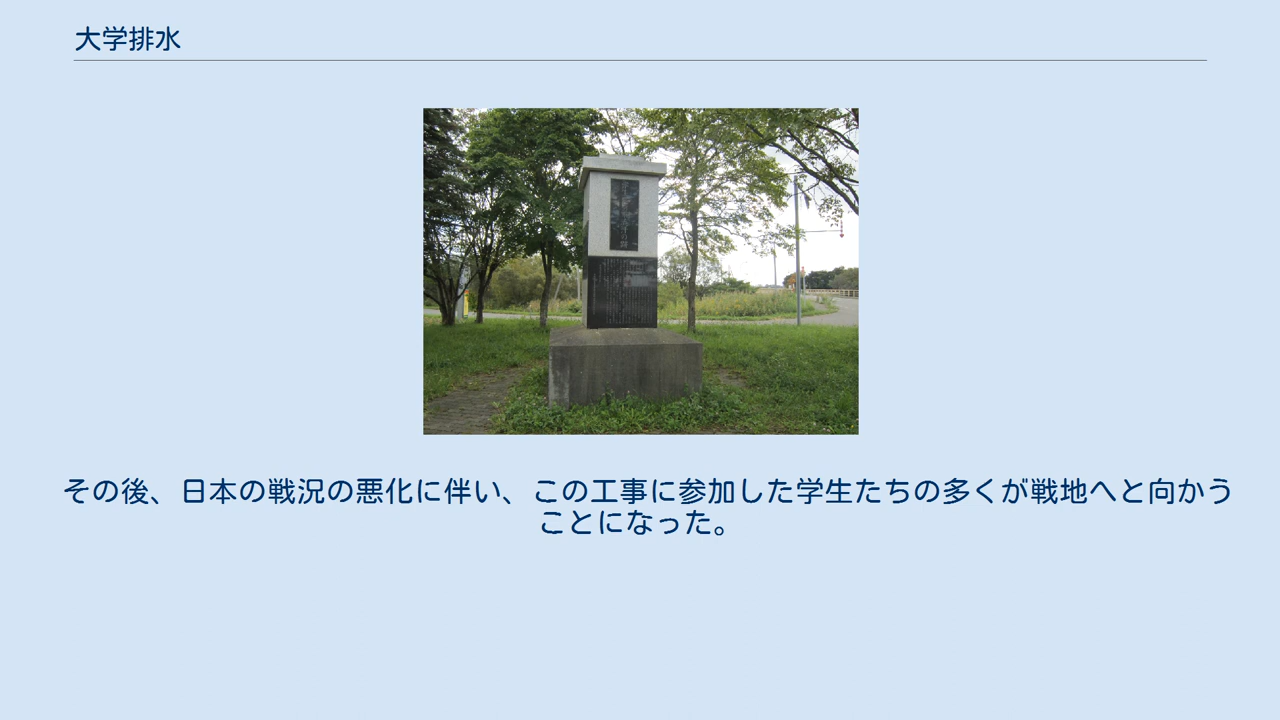 大学排水
その後、日本の戦況の悪化に伴い、この工事に参加した学生たちの多くが戦地へと向かう
ことになった。